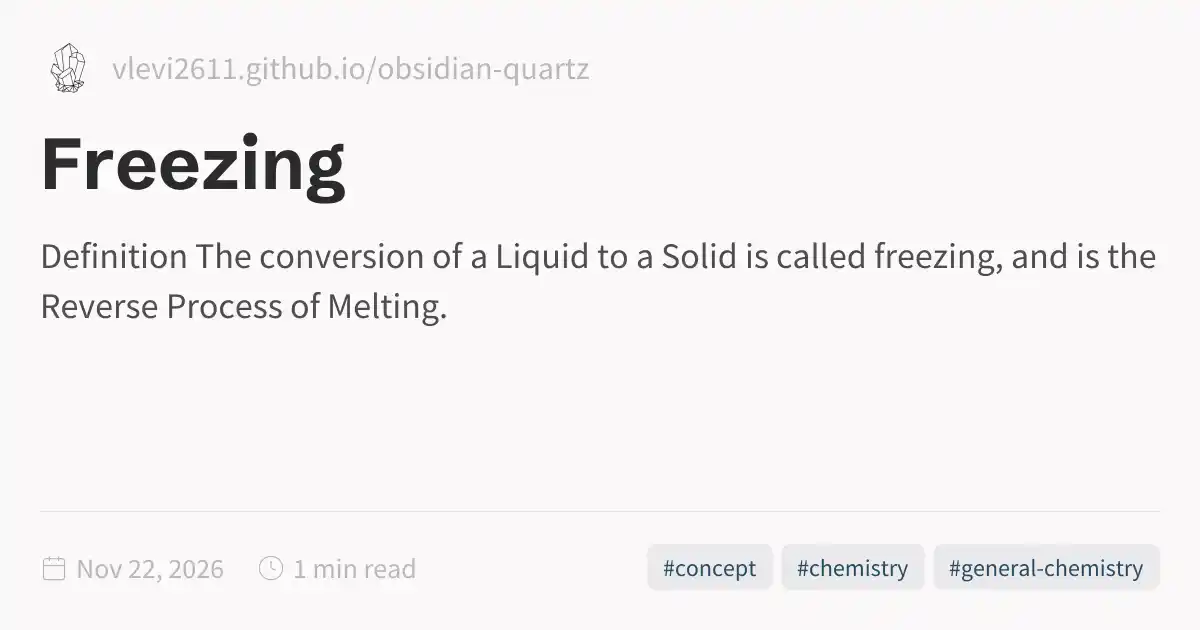 vlevi2611.github.io/obsidian-quartz
Freezing
Definition The conversion of a Liquid to a Solid is called freezing, and is the
Reverse Process of Melting.
Nov 22, 2026 1 min read #concept #chemistry #general-chemistry